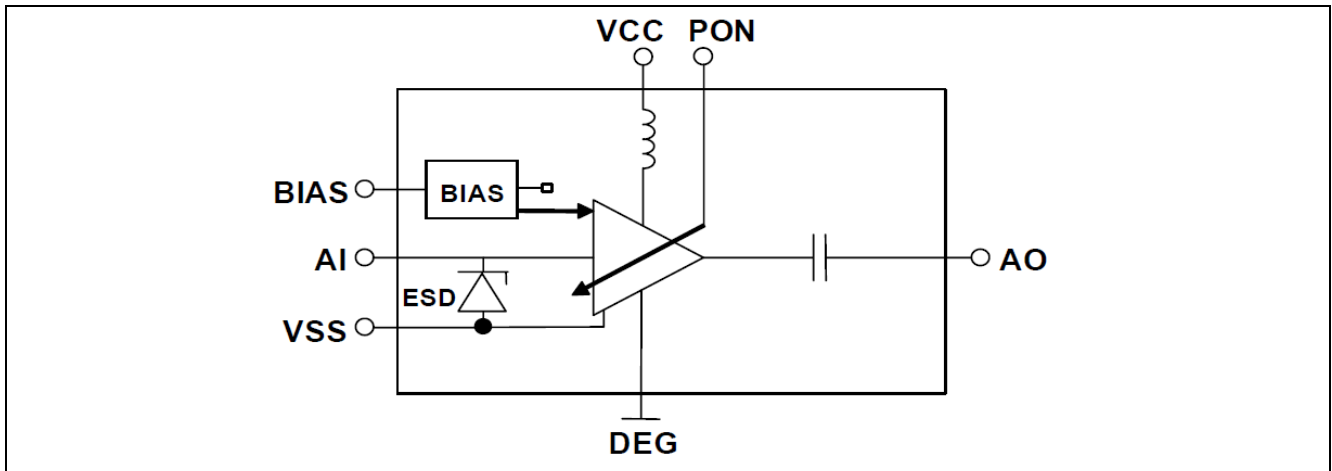 VCC PON
BIAS
BIAS
AI
AO
ESD
VSS
DEG